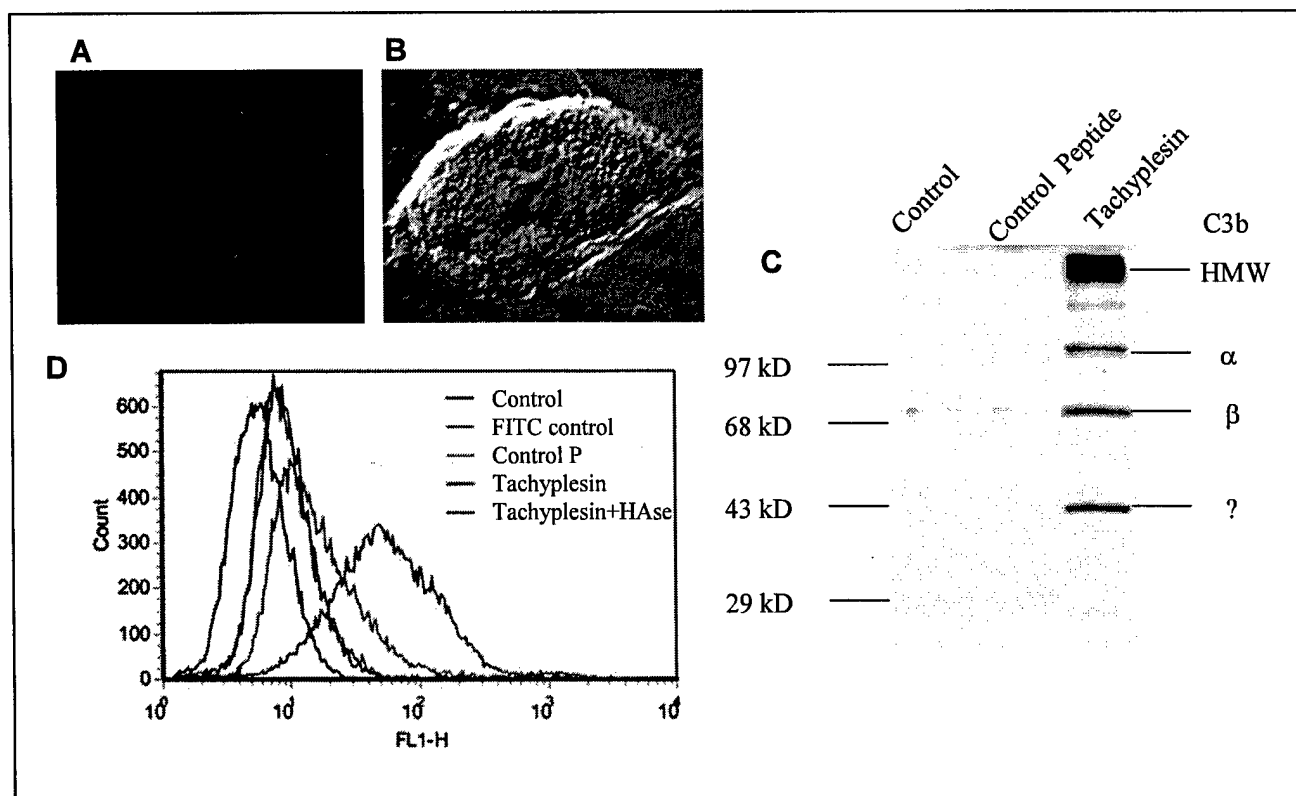 A
B
C
Control
Control Peptide
Tachyplesin
C3b
HMW
α
97 kD
β
68 kD
43 kD
?
29 kD
D
Control
FITC control
Control P
Tachyplesin
Tachyplesin+HAse
600
500
400
300
200
100
0
Count
10⁰
10¹
10²
10³
10⁴
FL1-H